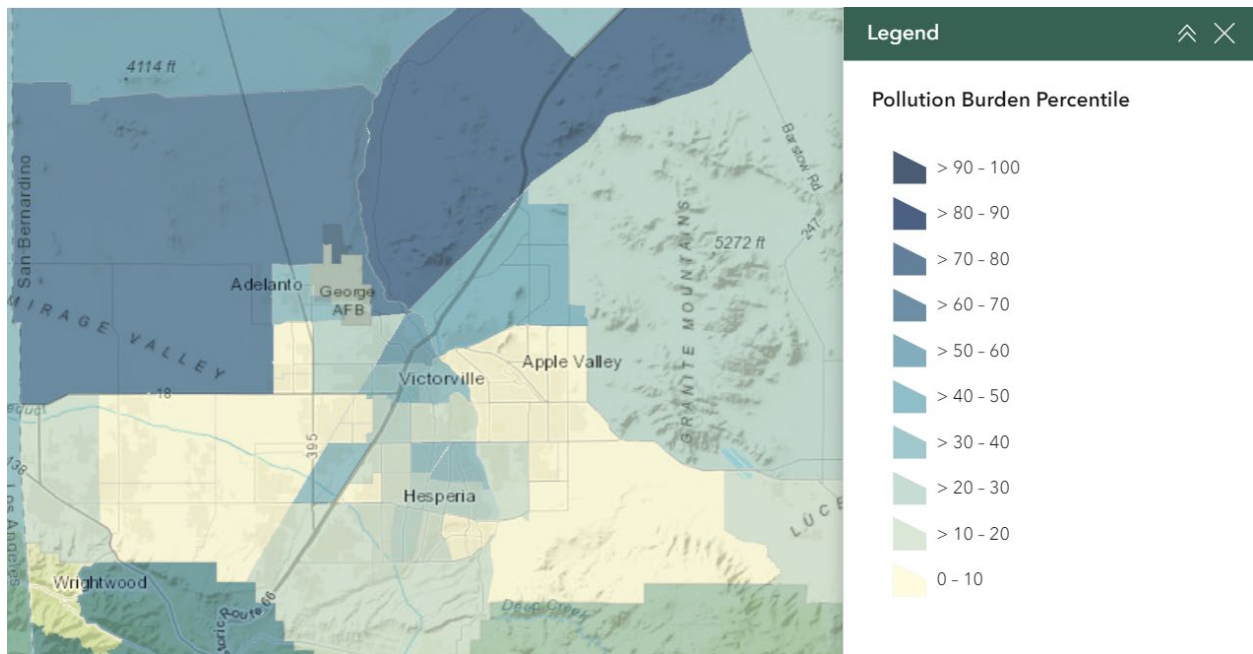 Legend
Pollution Burden Percentile
> 90 - 100
> 80 - 90
> 70 - 80
> 60 - 70
> 50 - 60
> 40 - 50
> 30 - 40
> 20 - 30
> 10 - 20
0 - 10
4114 ft
San Bernardino
Barstow Rd
247
5272 ft
GRANITE MOUNTAINS
Adelanto
George
AFB
MIRAGE VALLEY
Apple Valley
Victorville
18
educt
395
138
Hesperia
LUCE
Los Angeles
Wrightwood
Deep Creek
toric Route 66